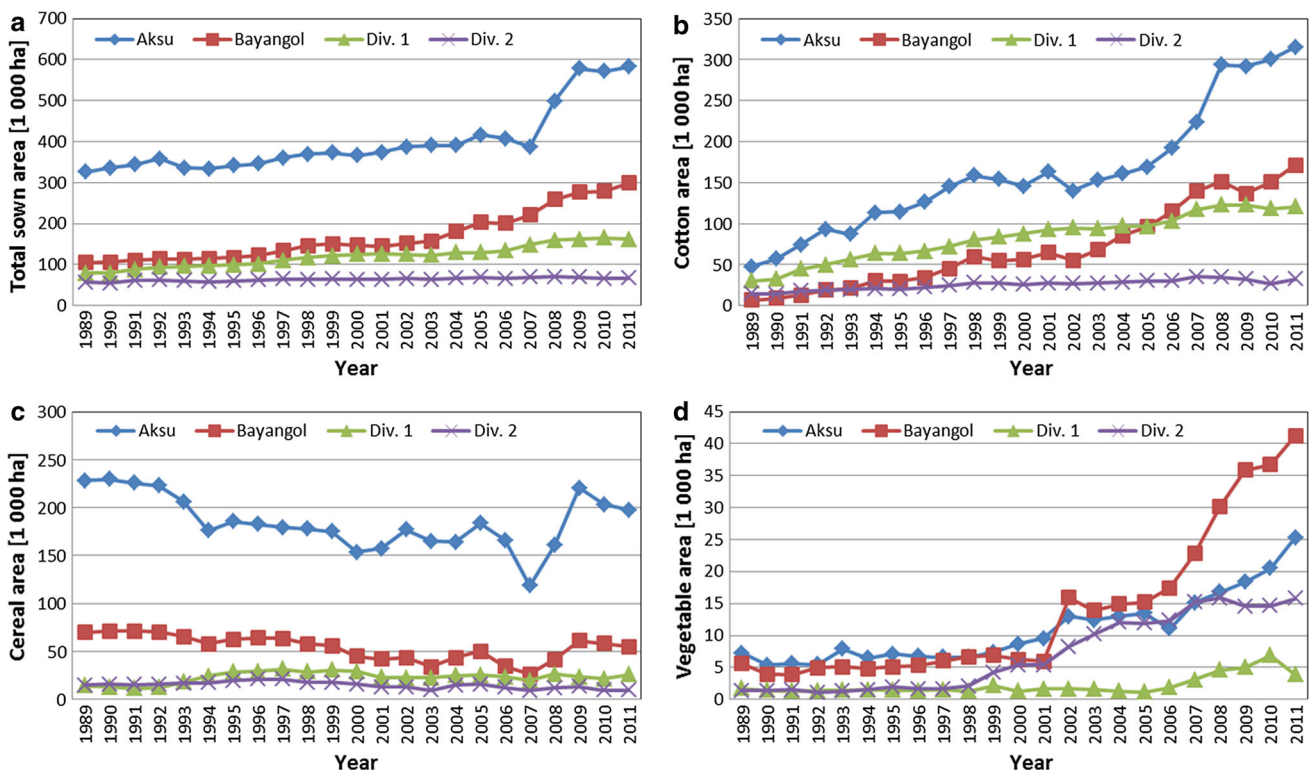 a
Total sown area [1 000 ha]
700
600
500
400
300
200
100
0
Aksu Bayangol Div. 1 Div. 2
1989 1990 1991 1992 1993 1994 1995 1996 1997 1998 1999 2000 2001 2002 2003 2004 2005 2006 2007 2008 2009 2010 2011
Year
b
Cotton area [1 000 ha]
350
300
250
200
150
100
50
0
Aksu Bayangol Div. 1 Div. 2
1989 1990 1991 1992 1993 1994 1995 1996 1997 1998 1999 2000 2001 2002 2003 2004 2005 2006 2007 2008 2009 2010 2011
Year
c
Cereal area [1 000 ha]
300
250
200
150
100
50
0
Aksu Bayangol Div. 1 Div. 2
1989 1990 1991 1992 1993 1994 1995 1996 1997 1998 1999 2000 2001 2002 2003 2004 2005 2006 2007 2008 2009 2010 2011
Year
d
Vegetable area [1 000 ha]
45
40
35
30
25
20
15
10
5
0
Aksu Bayangol Div. 1 Div. 2
1989 1990 1991 1992 1993 1994 1995 1996 1997 1998 1999 2000 2001 2002 2003 2004 2005 2006 2007 2008 2009 2010 2011
Year